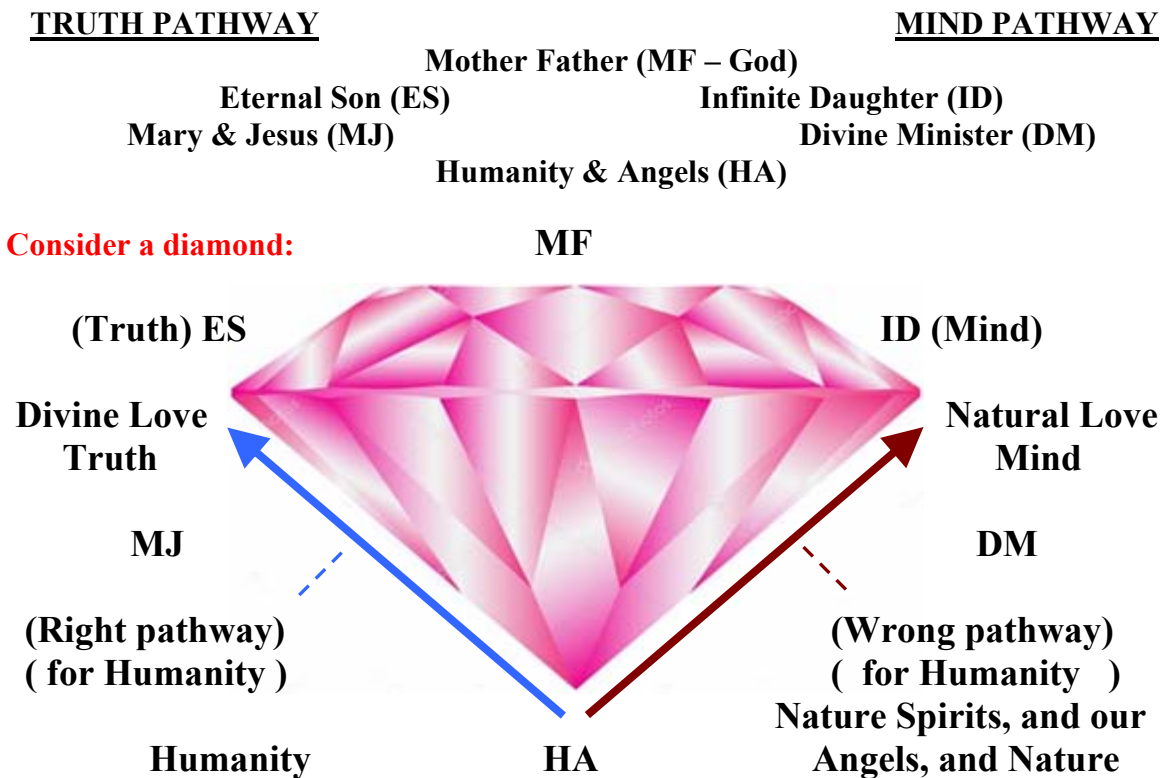 TRUTH PATHWAY MIND PATHWAY
Mother Father (MF – God)
Eternal Son (ES) Infinite Daughter (ID)
Mary & Jesus (MJ) Divine Minister (DM)
Humanity & Angels (HA)
Consider a diamond: MF
(Truth) ES ID (Mind)
Divine Love Natural Love
Truth Mind
MJ DM
(Right pathway) (Wrong pathway)
( for Humanity ) ( for Humanity )
Nature Spirits, and our
Humanity HA Angels, and Nature